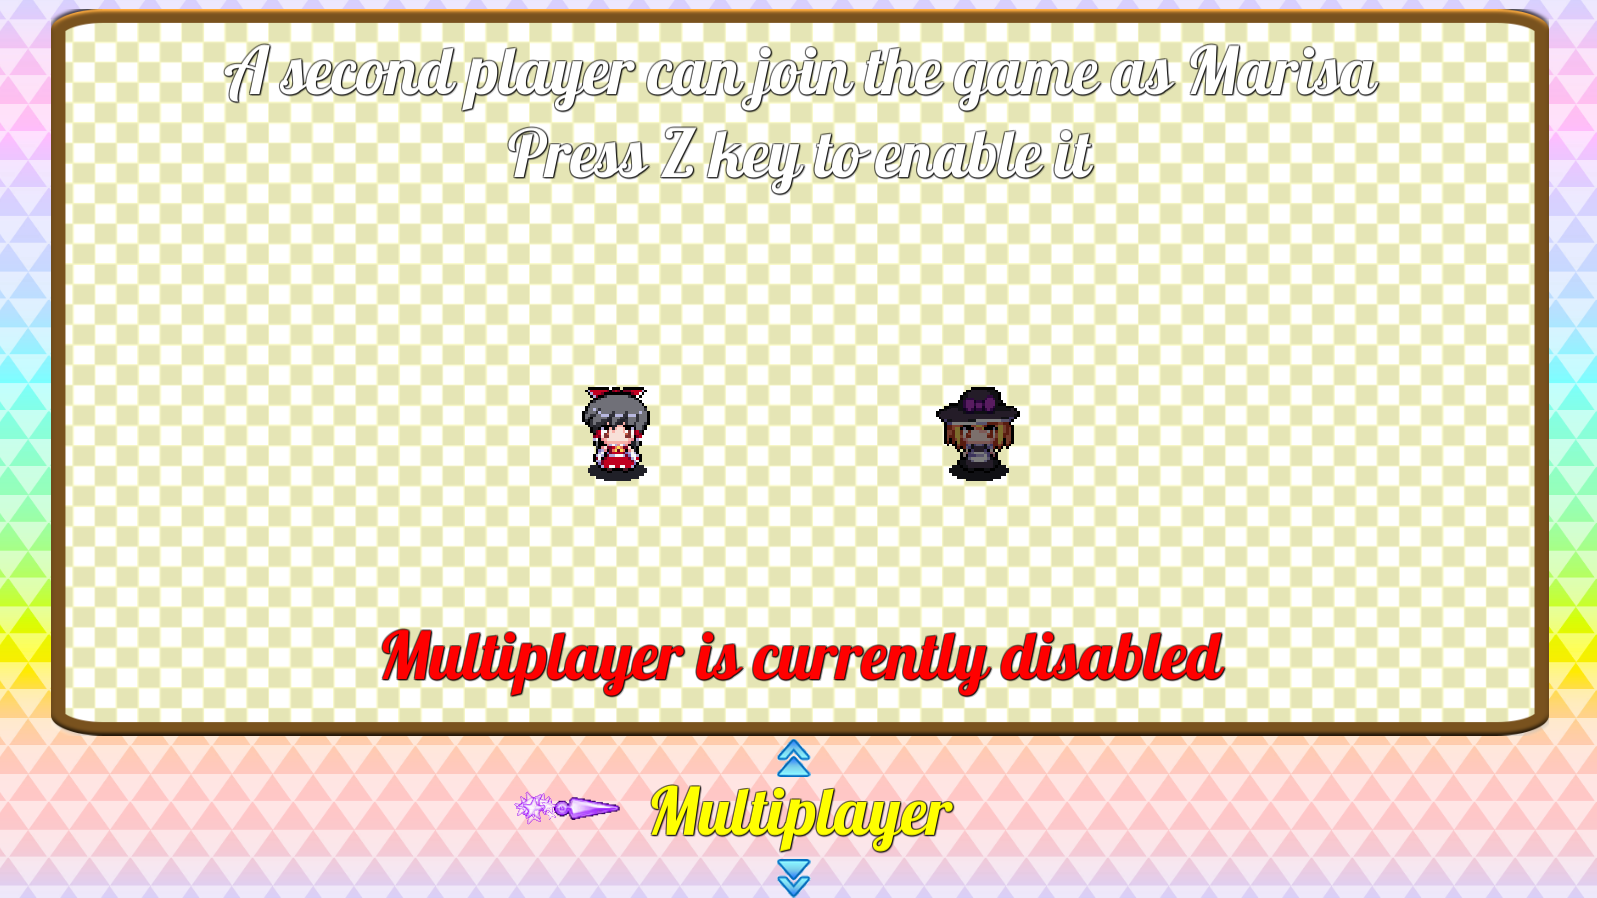 A second player can join the game as Marisa
Press Z key to enable it
Multiplayer is currently disabled
Multiplayer